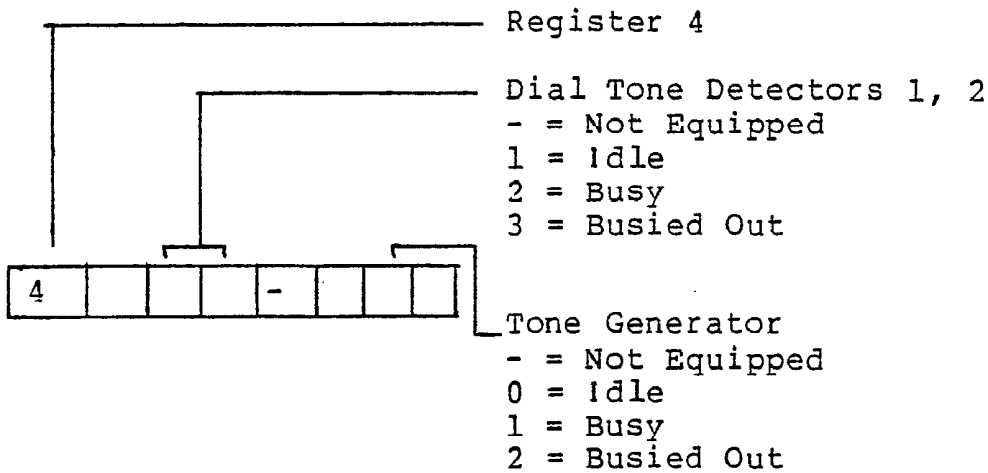 Register 4
Dial Tone Detectors 1, 2
- = Not Equipped
1 = Idle
2 = Busy
3 = Busied Out
4 -
Tone Generator
- = Not Equipped
0 = Idle
1 = Busy
2 = Busied Out